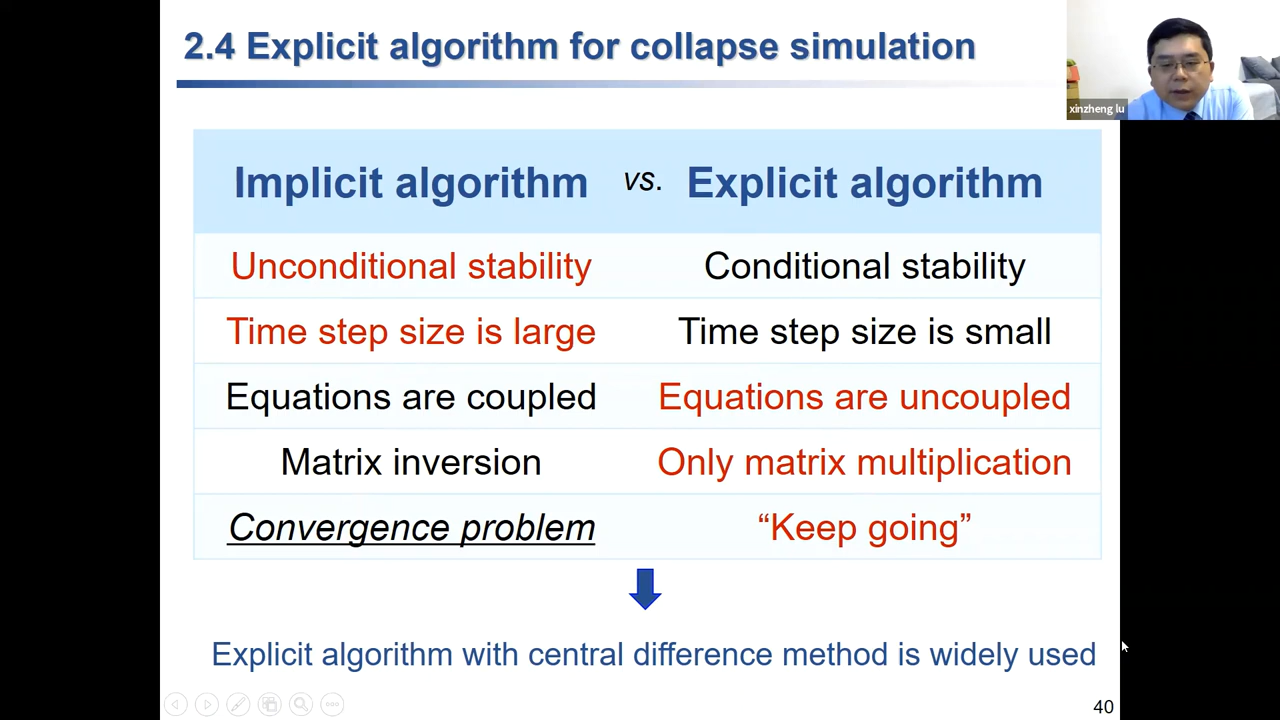 2.4 Explicit algorithm for collapse simulation
xinzheng lu
Implicit algorithm vs. Explicit algorithm
Unconditional stability Conditional stability
Time step size is large Time step size is small
Equations are coupled Equations are uncoupled
Matrix inversion Only matrix multiplication
Convergence problem “Keep going”
Explicit algorithm with central difference method is widely used
40